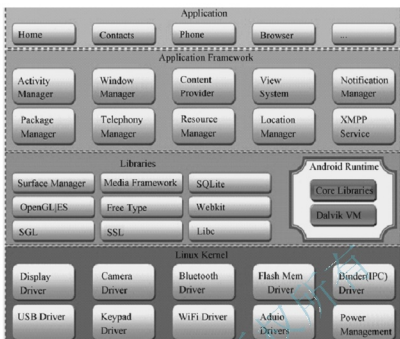 Application
Home Contacts Phone Browser ...
Application Framework
Activity Manager
Window Manager
Content Provider
View System
Notification Manager
Package Manager
Telephony Manager
Resource Manager
Location Manager
XMPP Service
Libraries
Surface Manager Media Framework SQLite
OpenGL|ES Free Type Webkit
SGL SSL Libc
Android Runtime
Core Libraries
Dalvik VM
Linux Kernel
Display Driver
Camera Driver
Bluetooth Driver
Flash Mem Driver
Binder(IPC) Driver
USB Driver
Keypad Driver
WiFi Driver
Aduio Drivers
Power Management